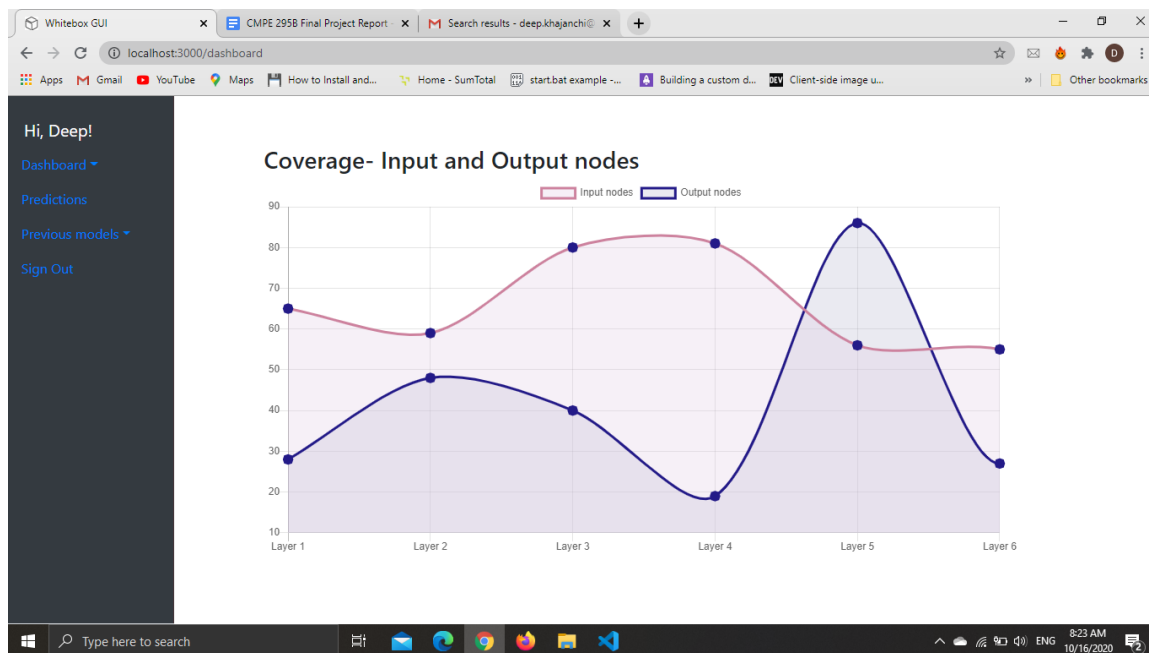 Whitebox GUI
CMPE 295B Final Project Report -
Search results - deep.khajanchi@
localhost:3000/dashboard
D
Apps Gmail YouTube Maps How to Install and... Home - SumTotal start.bat example -... Building a custom d... DEV Client-side image u... » Other bookmarks
Hi, Deep!
Dashboard
Predictions
Previous models
Sign Out
Coverage- Input and Output nodes
Input nodes Output nodes
90
80
70
60
50
40
30
20
10
Layer 1 Layer 2 Layer 3 Layer 4 Layer 5 Layer 6
Type here to search
ENG
8:23 AM
10/16/2020
2